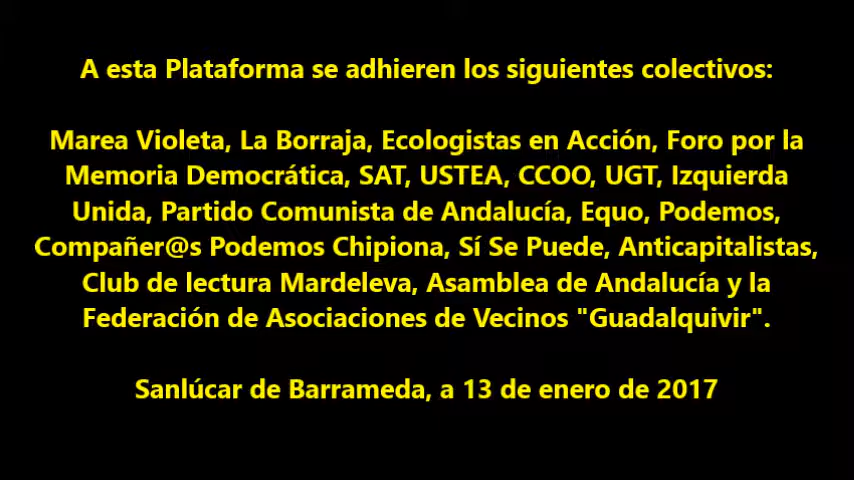 A esta Plataforma se adhieren los siguientes colectivos:
Marea Violeta, La Borraja, Ecologistas en Acción, Foro por la
Memoria Democrática, SAT, USTEA, CCOO, UGT, Izquierda
Unida, Partido Comunista de Andalucía, Equo, Podemos,
Compañer@s Podemos Chipiona, Sí Se Puede, Anticapitalistas,
Club de lectura Mardeleva, Asamblea de Andalucía y la
Federación de Asociaciones de Vecinos "Guadalquivir".
Sanlúcar de Barrameda, a 13 de enero de 2017